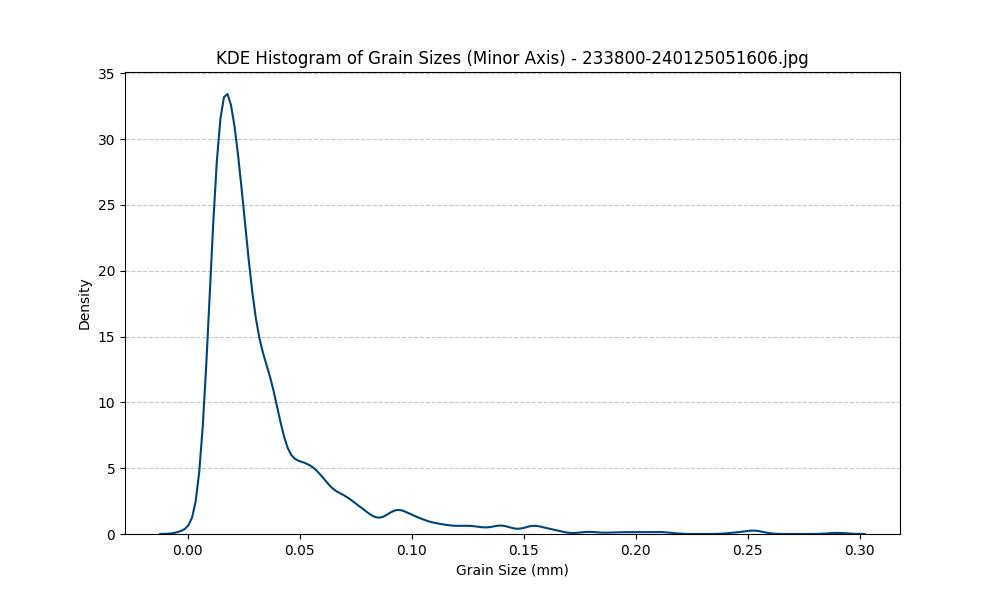 KDE Histogram of Grain Sizes (Minor Axis) - 233800-240125051606.jpg
35
30
25
20
15
10
5
0
Density
0.00 0.05 0.10 0.15 0.20 0.25 0.30
Grain Size (mm)